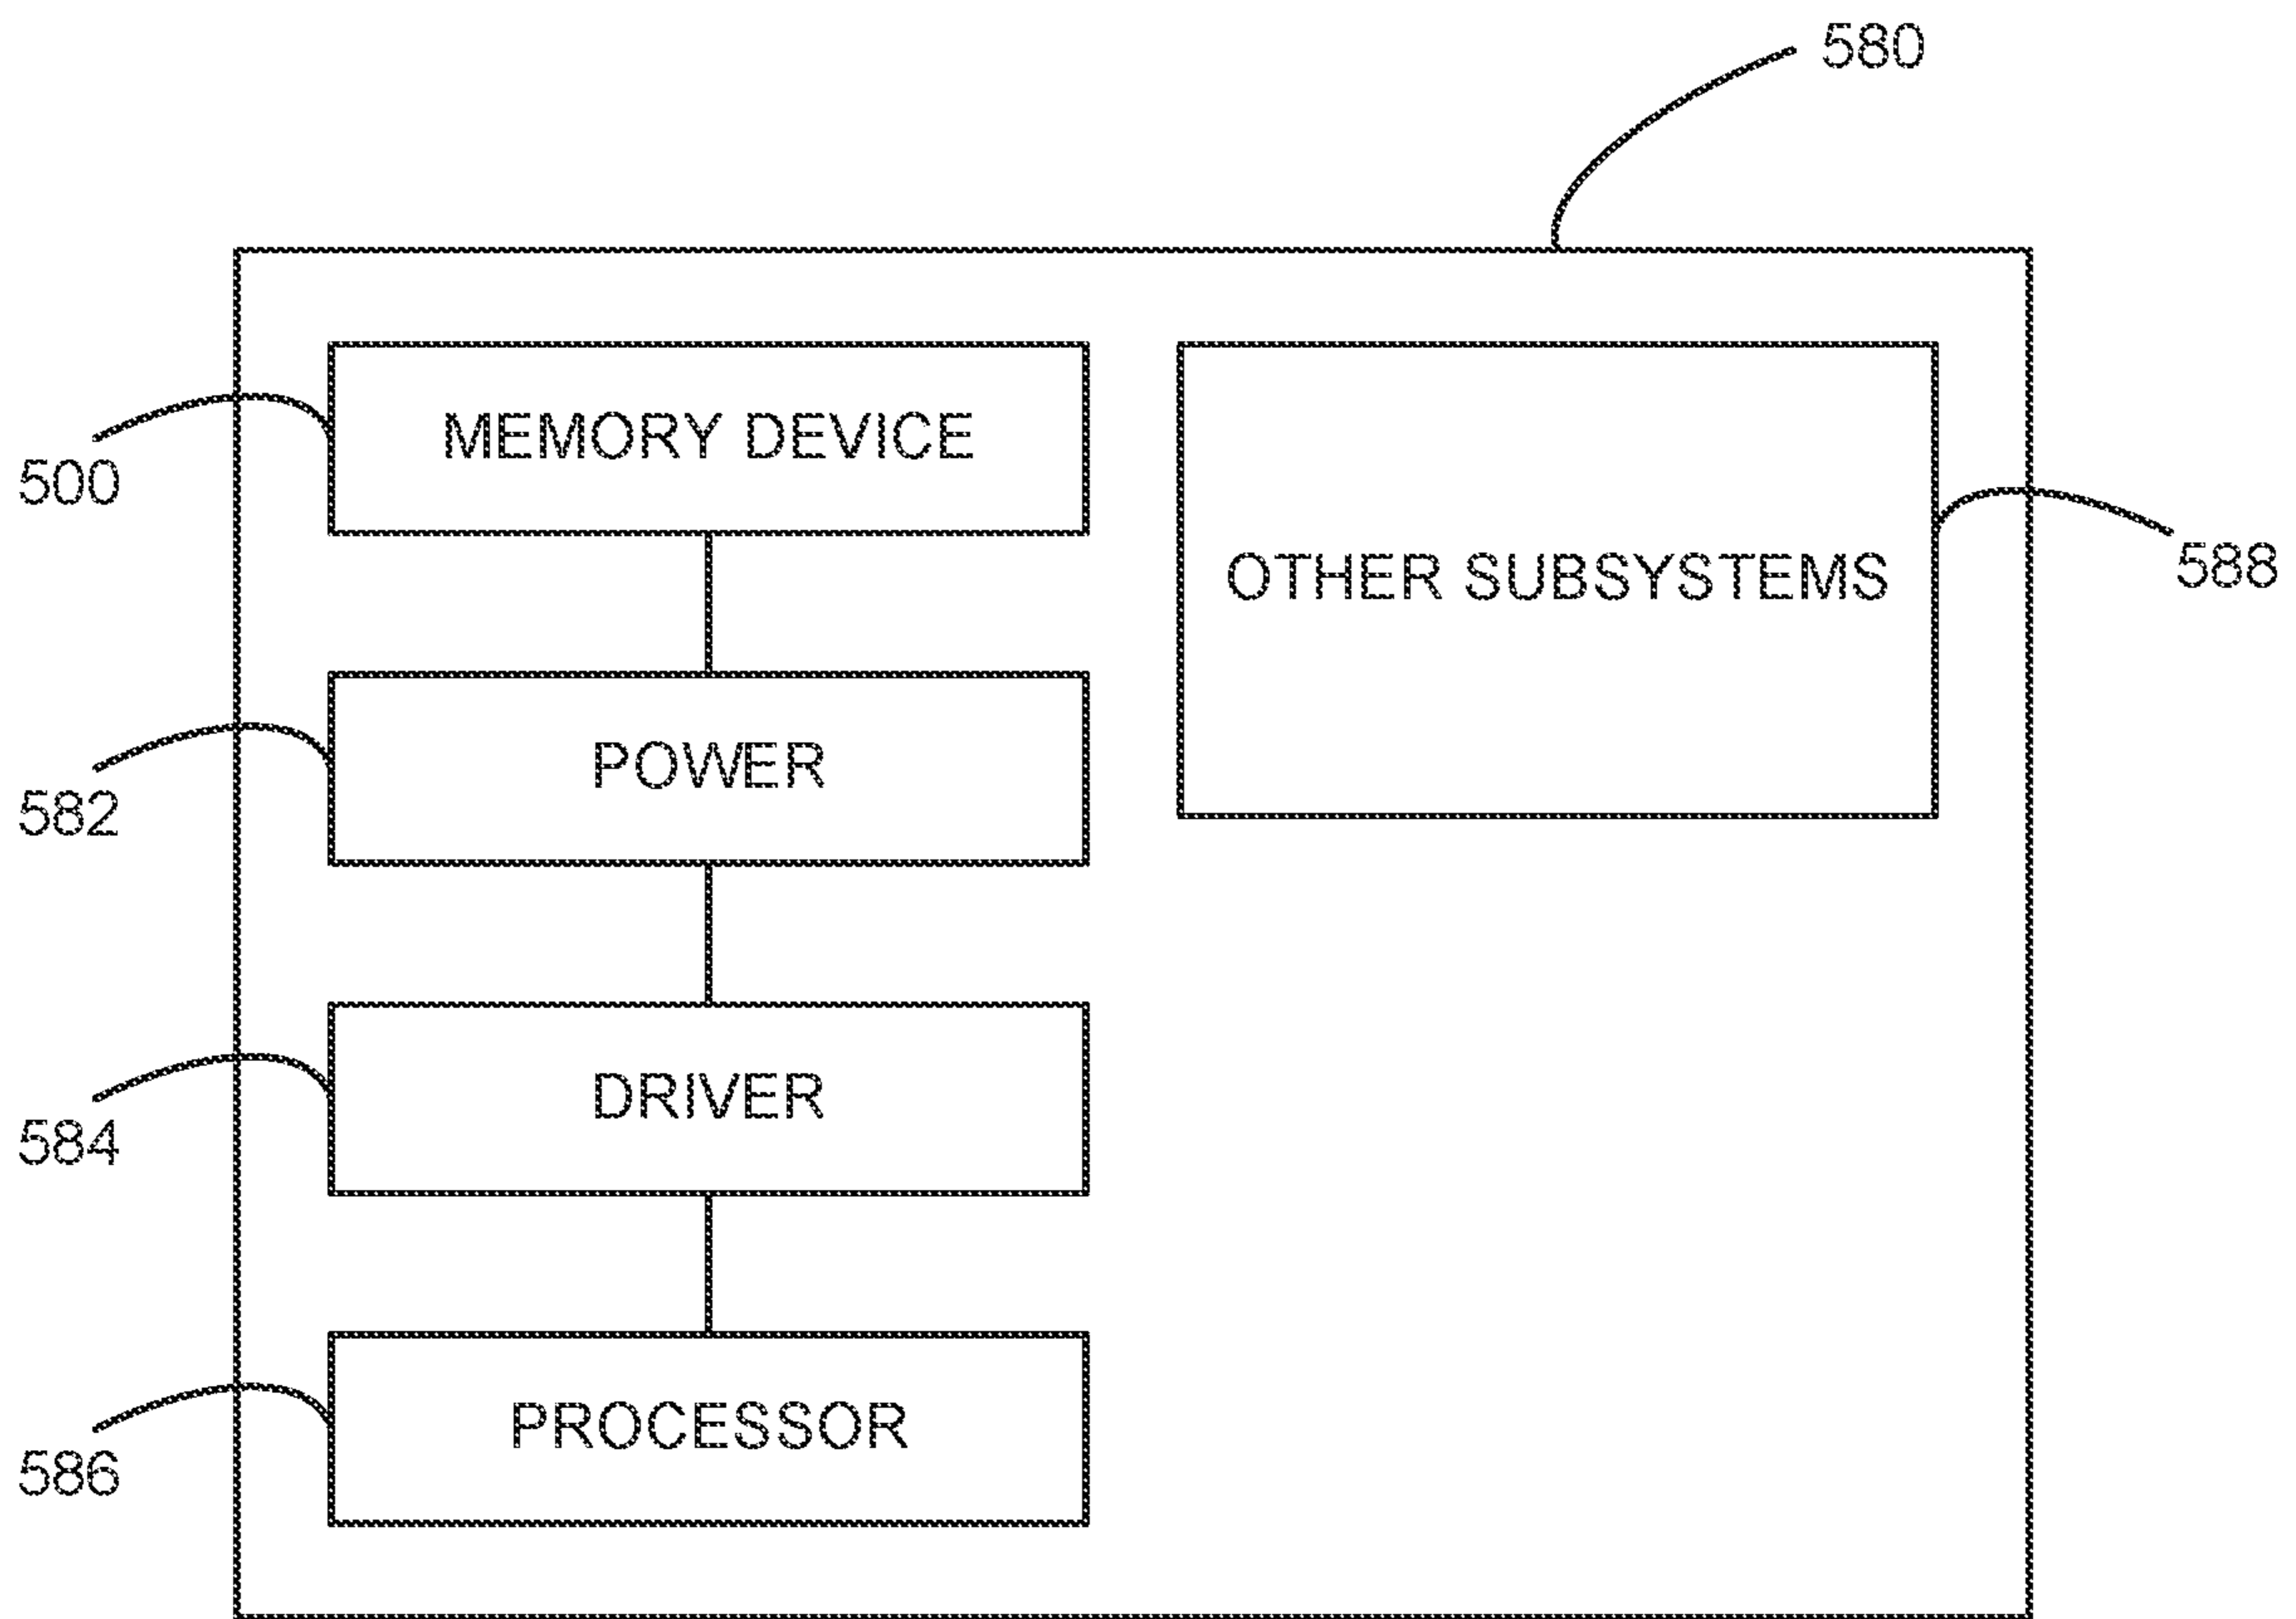 580
MEMORY DEVICE
500
OTHER SUBSYSTEMS
588
POWER
582
DRIVER
584
PROCESSOR
586